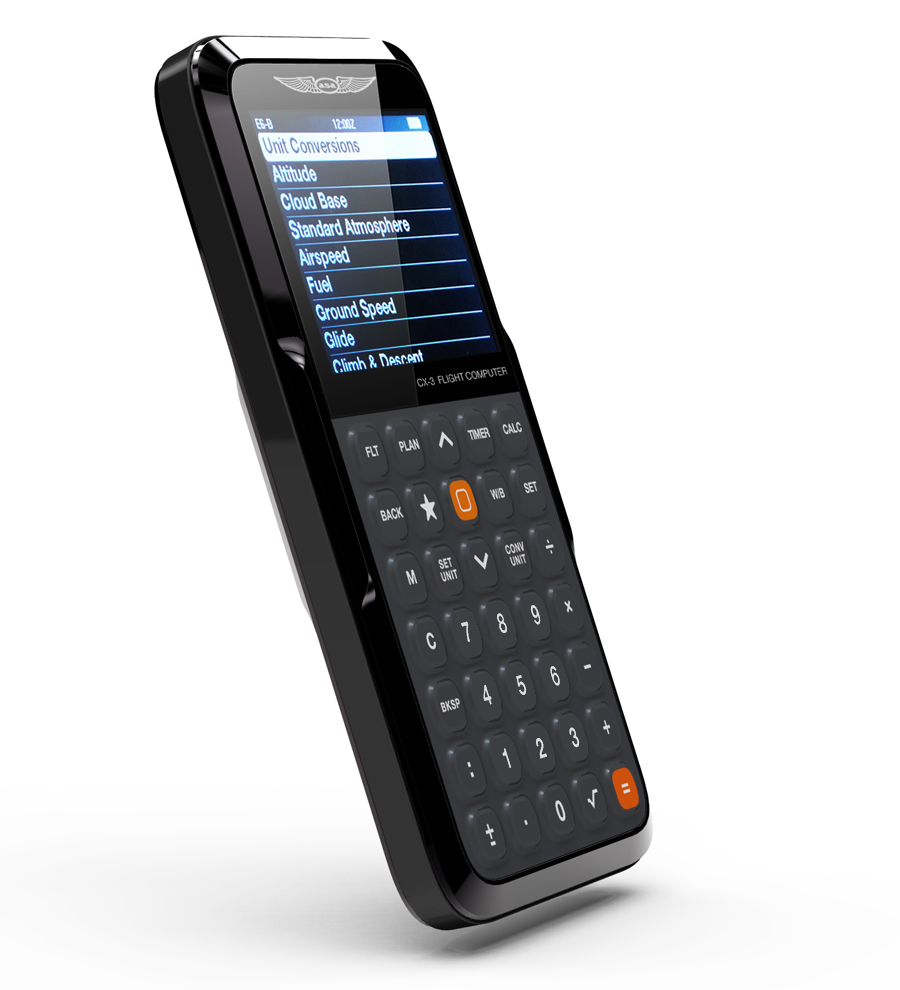 asa
E6-B 12:00Z
Unit Conversions
Altitude
Cloud Base
Standard Atmosphere
Airspeed
Fuel
Ground Speed
Glide
Climb & Descent
CX-3 FLIGHT COMPUTER
FLT PLAN TIMER CALC
BACK W/B SET
M SET UNIT CONV UNIT ÷
C 7 8 9 ×
BKSP 4 5 6 −
: 1 2 3 +
± . 0 √ =